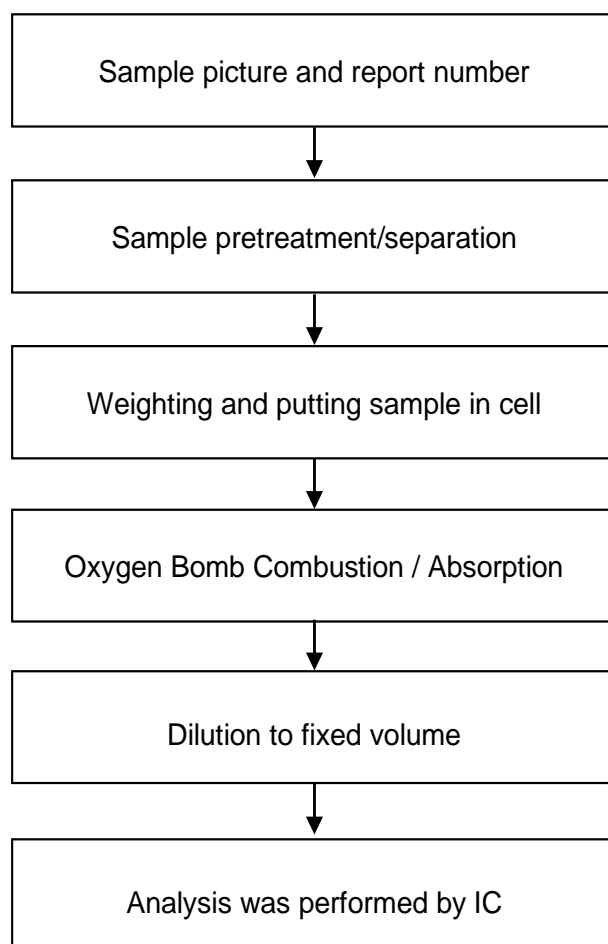 Sample picture and report number
Sample pretreatment/separation
Weighting and putting sample in cell
Oxygen Bomb Combustion / Absorption
Dilution to fixed volume
Analysis was performed by IC